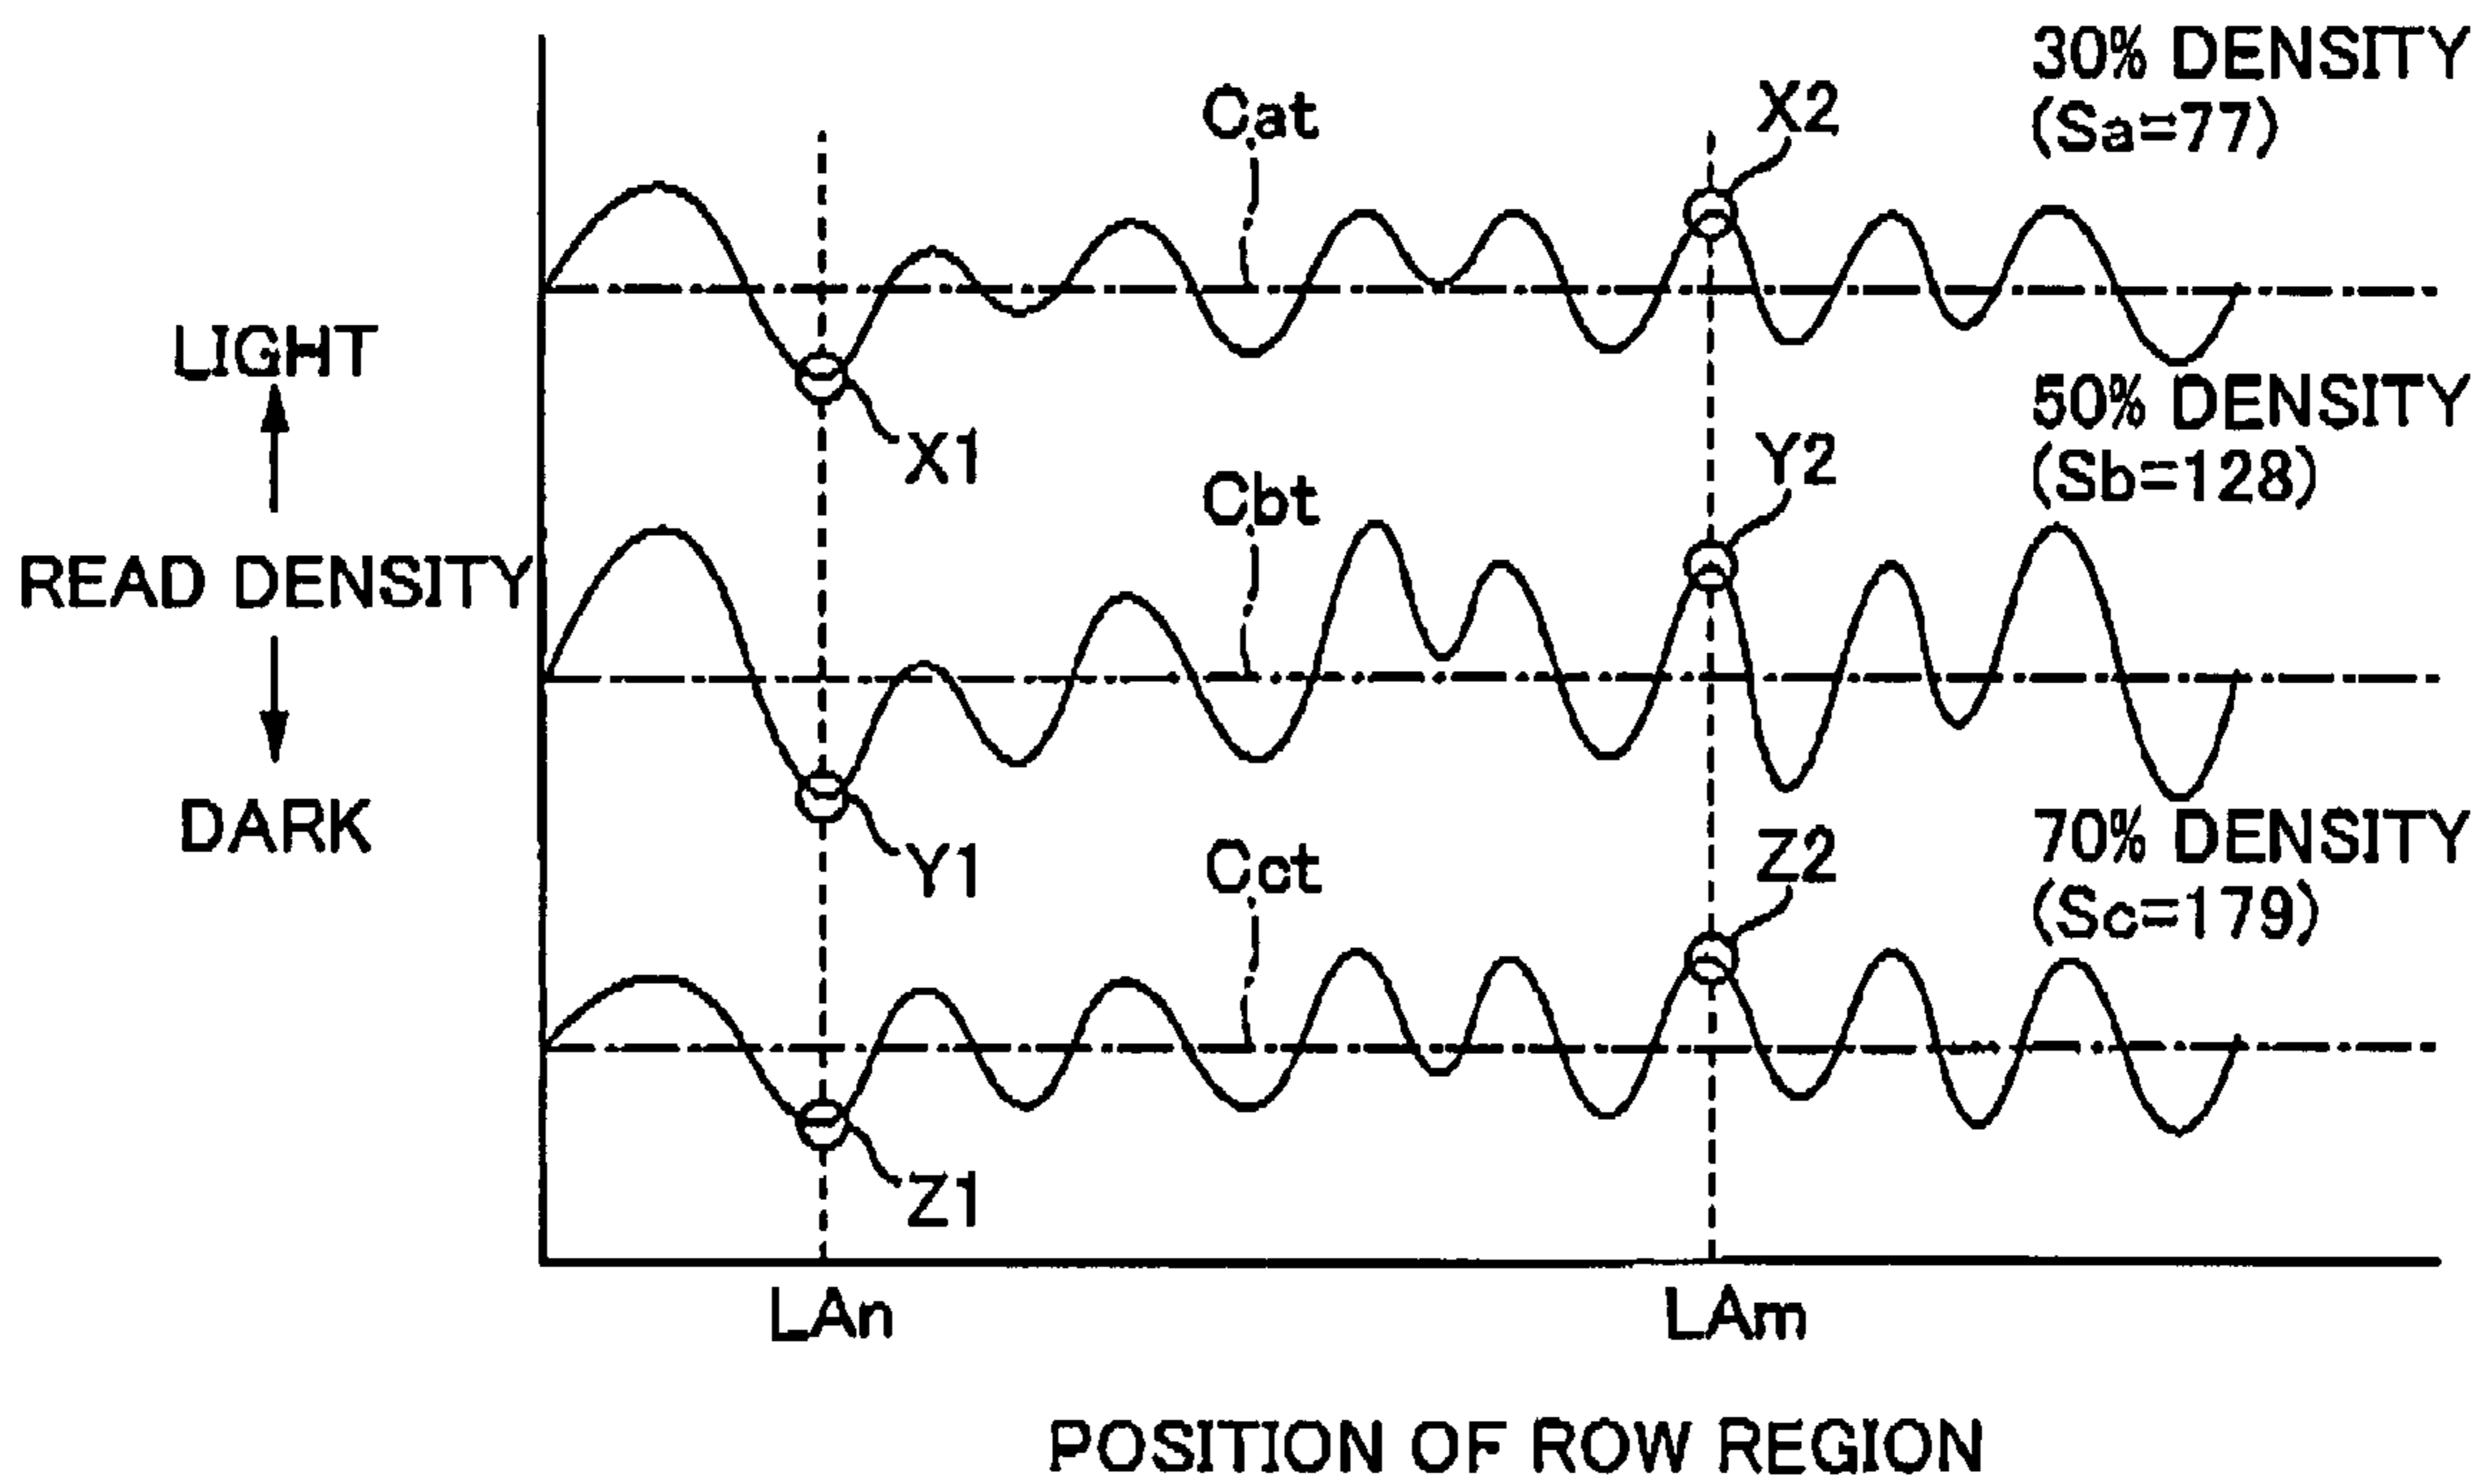 30% DENSITY
(Sa=77)
Cat
X2
LIGHT
X1
50% DENSITY
(Sb=128)
Cbt
Y2
READ DENSITY
DARK
Y1
70% DENSITY
(Sc=179)
Cct
Z2
Z1
LAn
LAm
POSITION OF ROW REGION